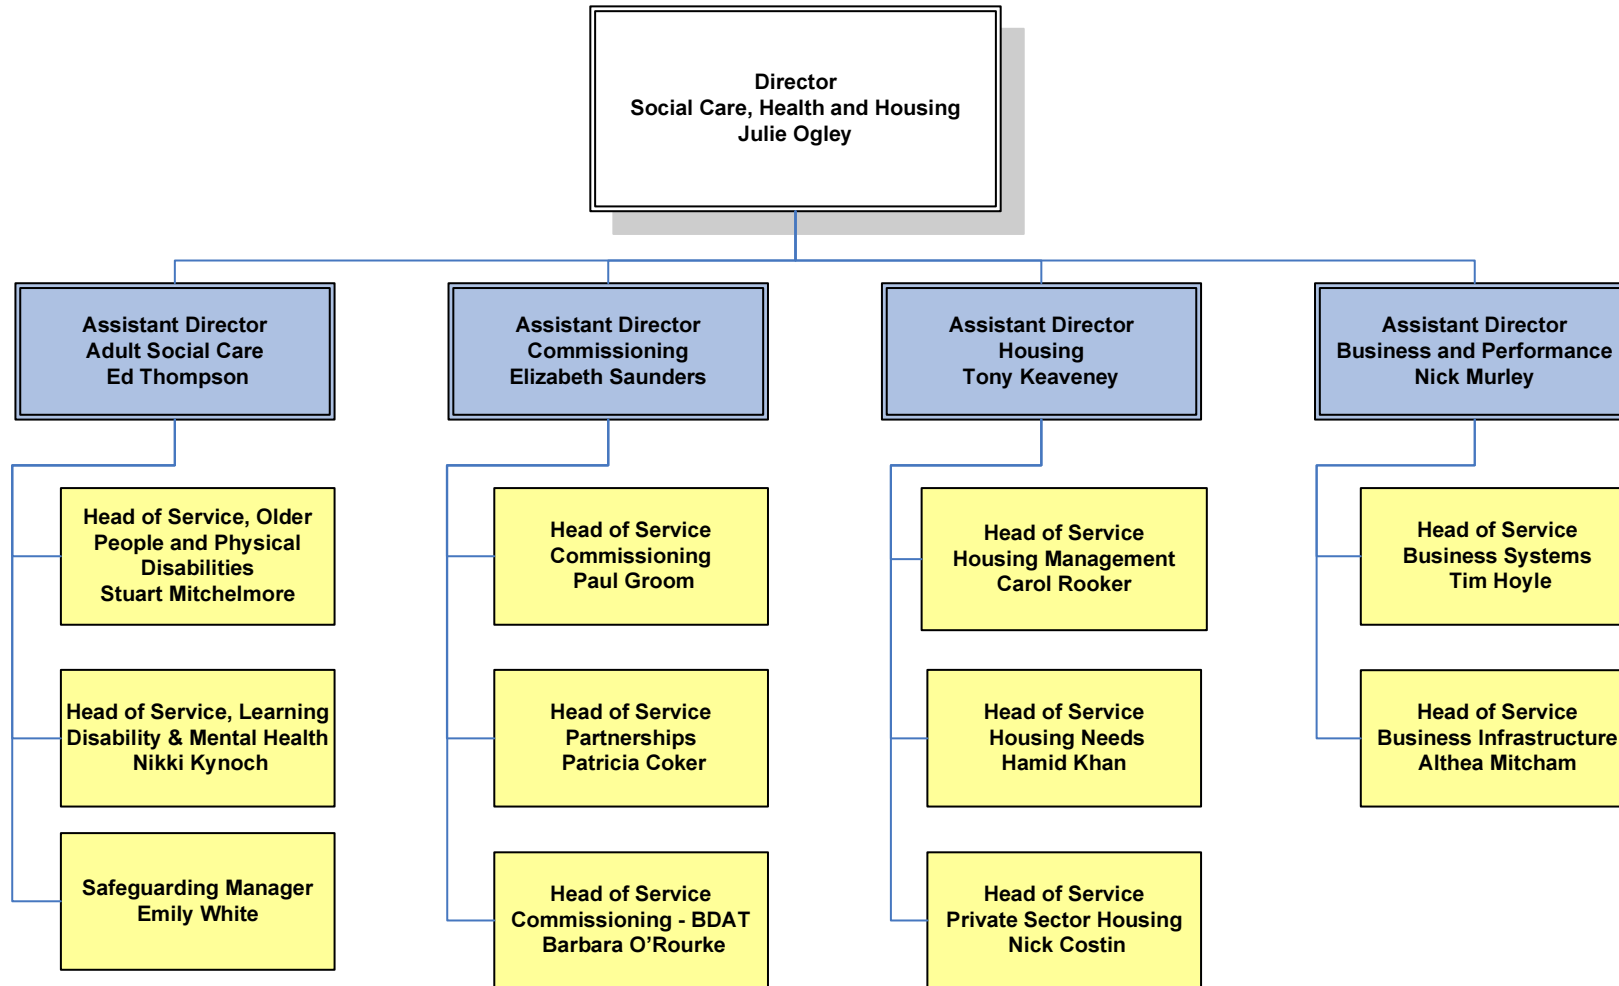 Director
Social Care, Health and Housing
Julie Ogley
Assistant Director
Adult Social Care
Ed Thompson
Assistant Director
Commissioning
Elizabeth Saunders
Assistant Director
Housing
Tony Keaveney
Assistant Director
Business and Performance
Nick Murley
Head of Service, Older
People and Physical
Disabilities
Stuart Mitchelmore
Head of Service
Commissioning
Paul Groom
Head of Service
Housing Management
Carol Rooker
Head of Service
Business Systems
Tim Hoyle
Head of Service, Learning
Disability & Mental Health
Nikki Kynoch
Head of Service
Partnerships
Patricia Coker
Head of Service
Housing Needs
Hamid Khan
Head of Service
Business Infrastructure
Althea Mitcham
Safeguarding Manager
Emily White
Head of Service
Commissioning - BDAT
Barbara O’Rourke
Head of Service
Private Sector Housing
Nick Costin